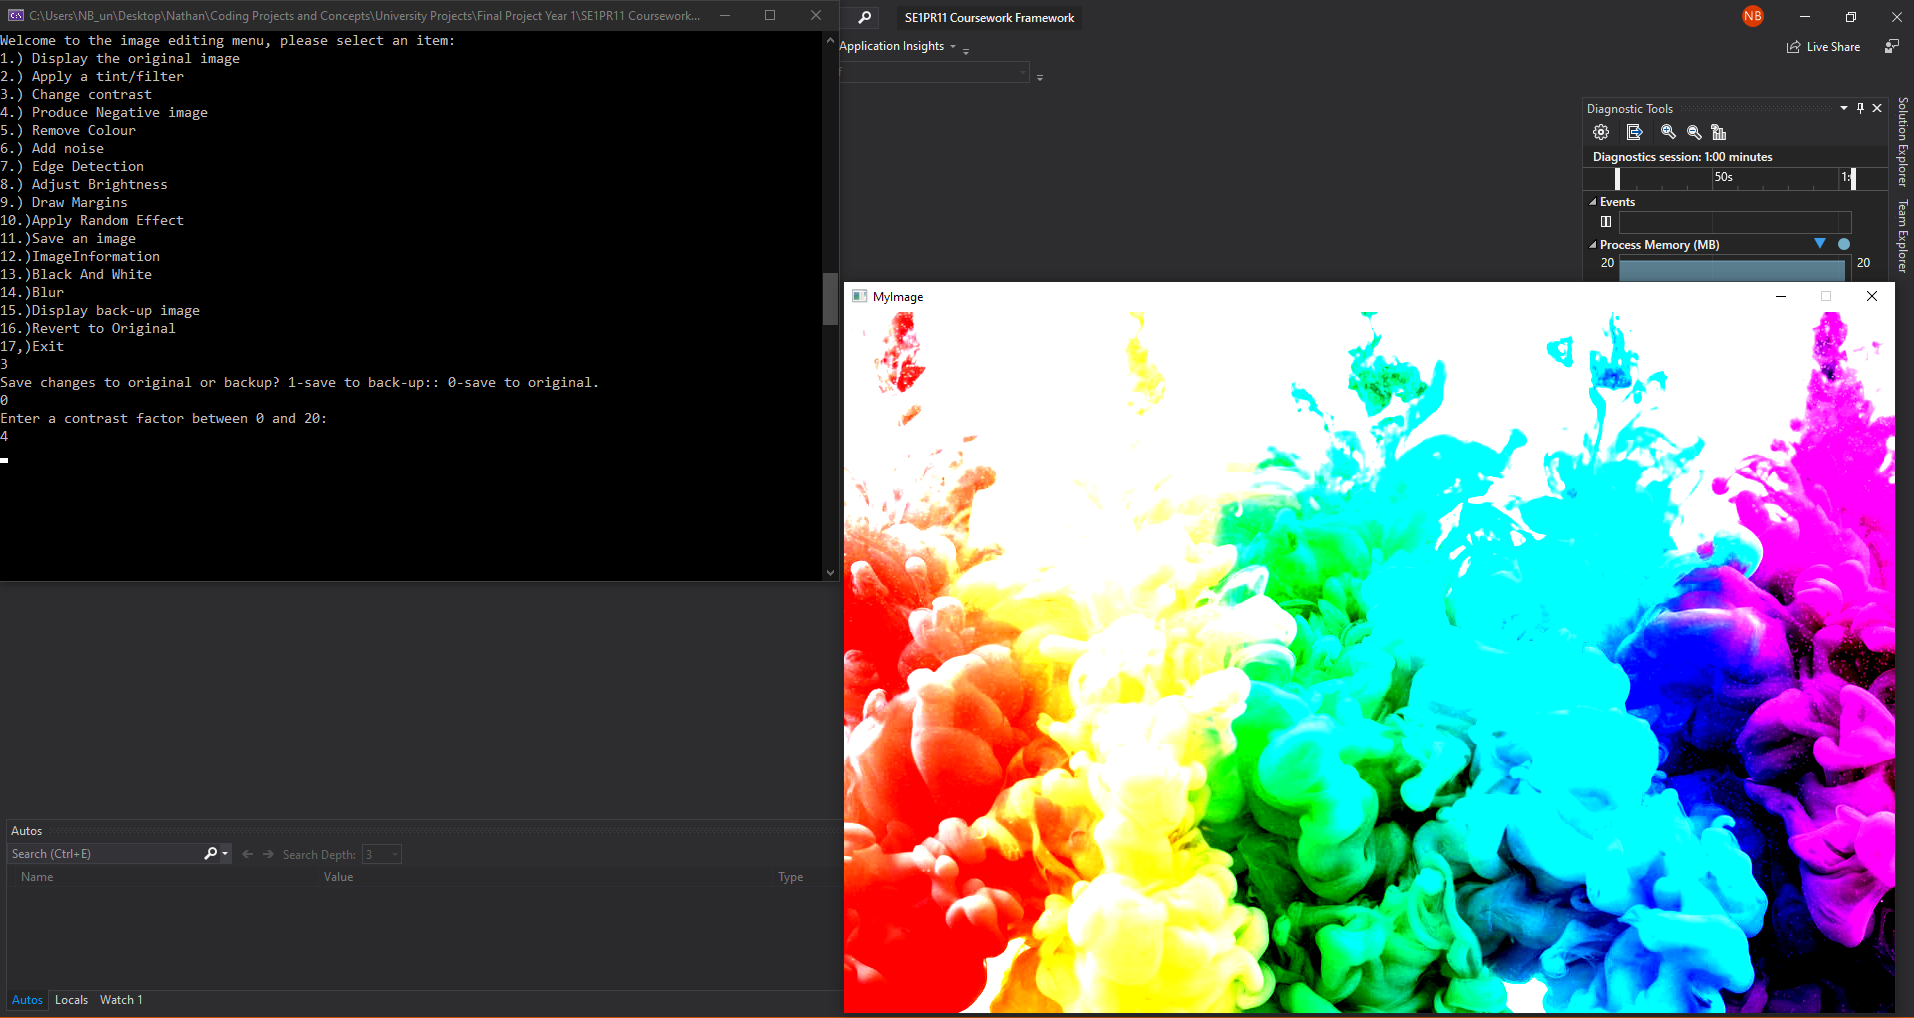 C:\Users\NB_un\Desktop\Nathan\Coding Projects and Concepts\University Projects\Final Project Year 1\SE1PR11 Coursework...
Welcome to the image editing menu, please select an item:
1.) Display the original image
2.) Apply a tint/filter
3.) Change contrast
4.) Produce Negative image
5.) Remove Colour
6.) Add noise
7.) Edge Detection
8.) Adjust Brightness
9.) Draw Margins
10.)Apply Random Effect
11.)Save an image
12.)ImageInformation
13.)Black And White
14.)Blur
15.)Display back-up image
16.)Revert to Original
17,)Exit
3
Save changes to original or backup? 1-save to back-up:: 0-save to original.
0
Enter a contrast factor between 0 and 20:
4
SE1PR11 Coursework Framework
NB
Application Insights
Live Share
Diagnostic Tools
Diagnostics session: 1:00 minutes
50s
Events
Process Memory (MB)
20
20
Solution Explorer
Team Explorer
MyImage
Autos
Search (Ctrl+E)
Search Depth:
3
Name
Value
Type
Autos
Locals
Watch 1